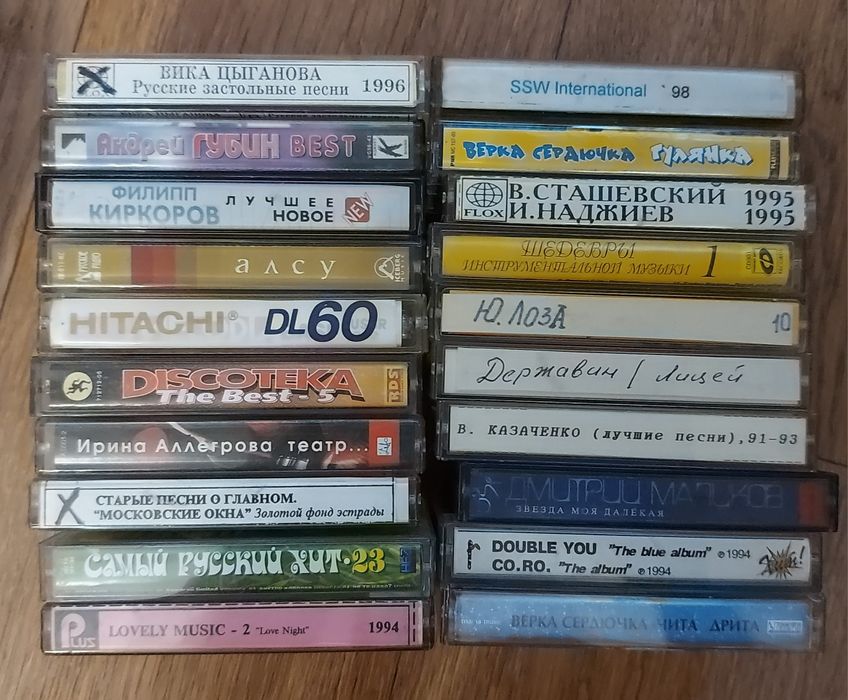 ВИКА ЦЫГАНОВА
Русские застольные песни 1996
Андрей ГУБИН BEST
ФИЛИПП
КИРКОРОВ
ЛУЧШЕЕ
НОВОЕ
NEW
алсу
ICEBERG
HITACHI® DL60
DISCOTEKA
The Best - 5
BDS
Ирина Аллегрова театр...
X
СТАРЫЕ ПЕСНИ О ГЛАВНОМ.
"МОСКОВСКИЕ ОКНА" Золотой фонд эстрады
САМЫЙ РУССКИЙ ХИТ·23
PLUS
LOVELY MUSIC - 2 "Love Night" 1994
SSW International '98
ВЕРКА СЕРДЮЧКА ГУЛЯНКА
FLOX
В.СТАШЕВСКИЙ 1995
И.НАДЖИЕВ 1995
ШЕДЕВРЫ
ИНСТРУМЕНТАЛЬНОЙ МУЗЫКИ 1
Ю.ЛОЗА 10
Державин / Лицей
В. КАЗАЧЕНКО (лучшие песни),91-93
ДМИТРИЙ МАЛИКОВ
ЗВЕЗДА МОЯ ДАЛЁКАЯ
DOUBLE YOU "The blue album" ℗1994
CO.RO. "The album" ℗1994
ВЕРКА СЕРДЮЧКА ЧИТА ДРИТА